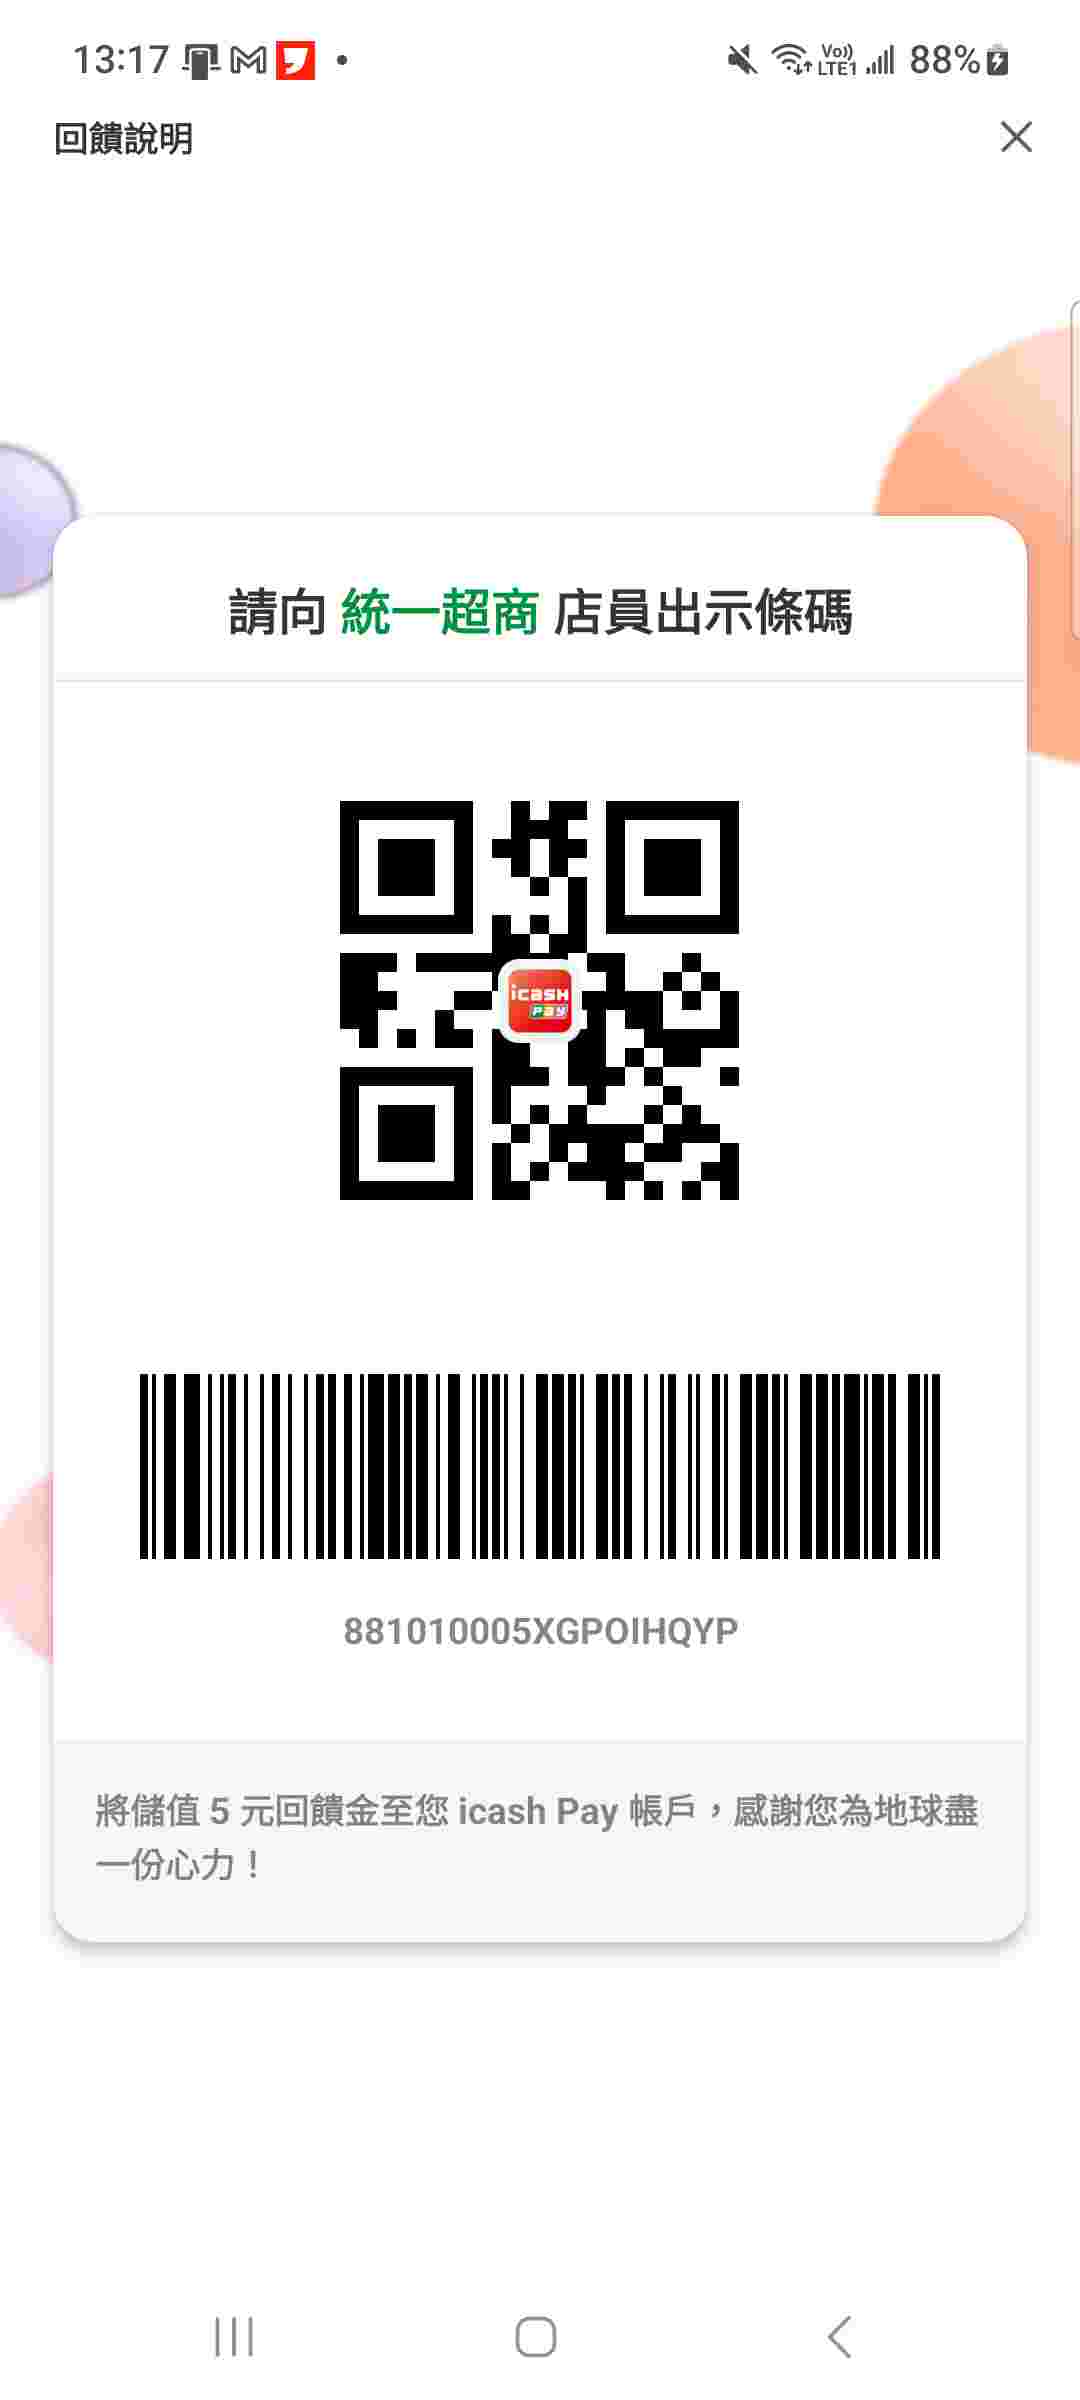 13:17
Vo))
LTE1
88%
回饋說明
請向 統一超商 店員出示條碼
icash
Pay
881010005XGPOIHQYP
將儲值 5 元回饋金至您 icash Pay 帳戶，感謝您為地球盡
一份心力！